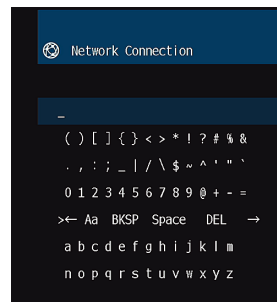 Network Connection
_
( ) [ ] { } < > * ! ? # % &
. , : ; _ | / \ $ ~ ^ ' " `
0 1 2 3 4 5 6 7 8 9 @ + - =
>← Aa BKSP Space DEL →
a b c d e f g h i j k l m
n o p q r s t u v w x y z